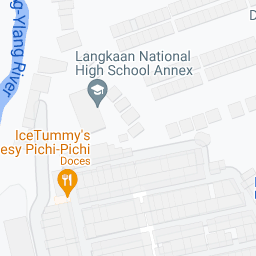 g-Ylang River
Langkaan National
High School Annex
IceTummy's
esy Pichi-Pichi
Doces
D